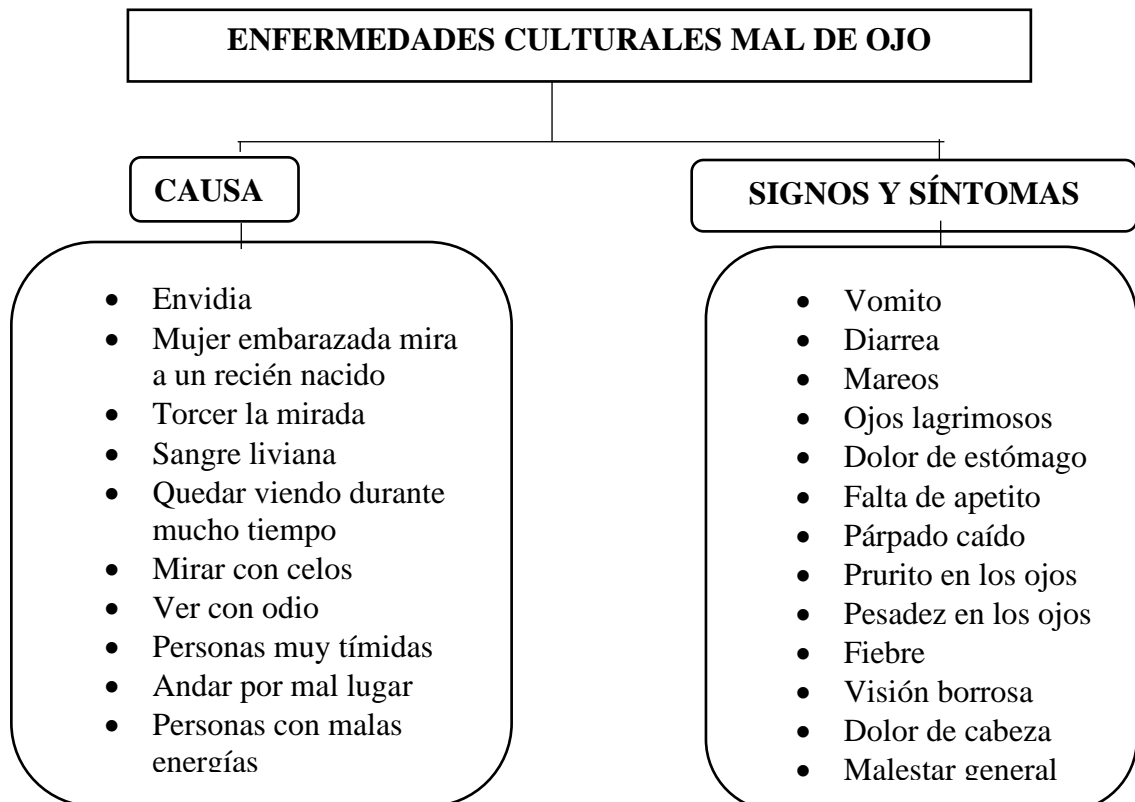 ENFERMEDADES CULTURALES MAL DE OJO
CAUSA
• Envidia
• Mujer embarazada mira
a un recién nacido
• Torcer la mirada
• Sangre liviana
• Quedar viendo durante
mucho tiempo
• Mirar con celos
• Ver con odio
• Personas muy tímidas
• Andar por mal lugar
• Personas con malas
energías
SIGNOS Y SÍNTOMAS
• Vomito
• Diarrea
• Mareos
• Ojos lagrimosos
• Dolor de estómago
• Falta de apetito
• Párpado caído
• Prurito en los ojos
• Pesadez en los ojos
• Fiebre
• Visión borrosa
• Dolor de cabeza
• Malestar general